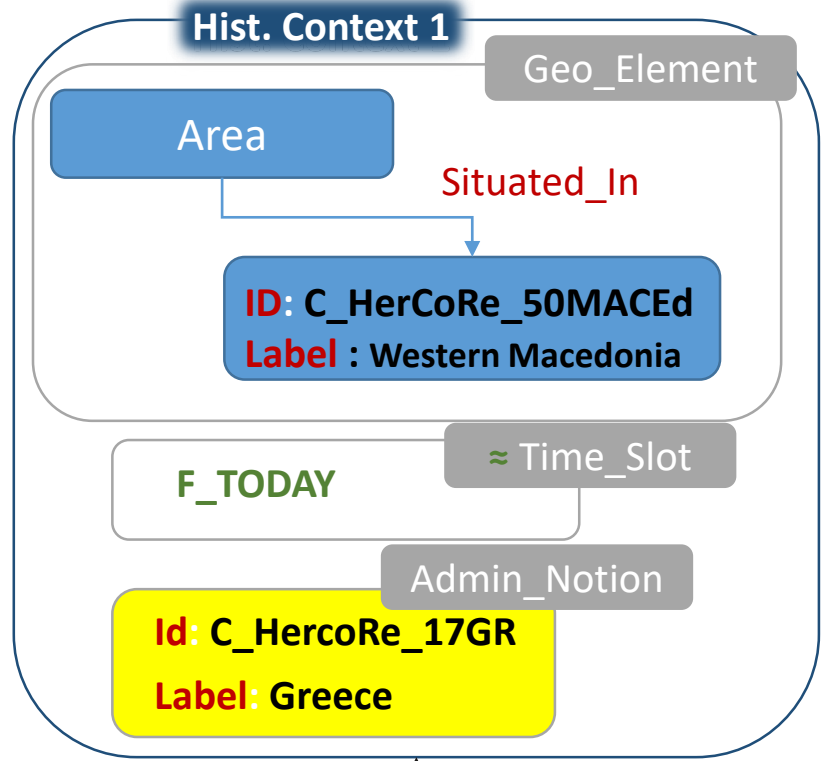 Hist. Context 1
Geo_Element
Area
Situated_In
ID: C_HerCoRe_50MACEd
Label : Western Macedonia
≈ Time_Slot
F_TODAY
Admin_Notion
Id: C_HercoRe_17GR
Label: Greece